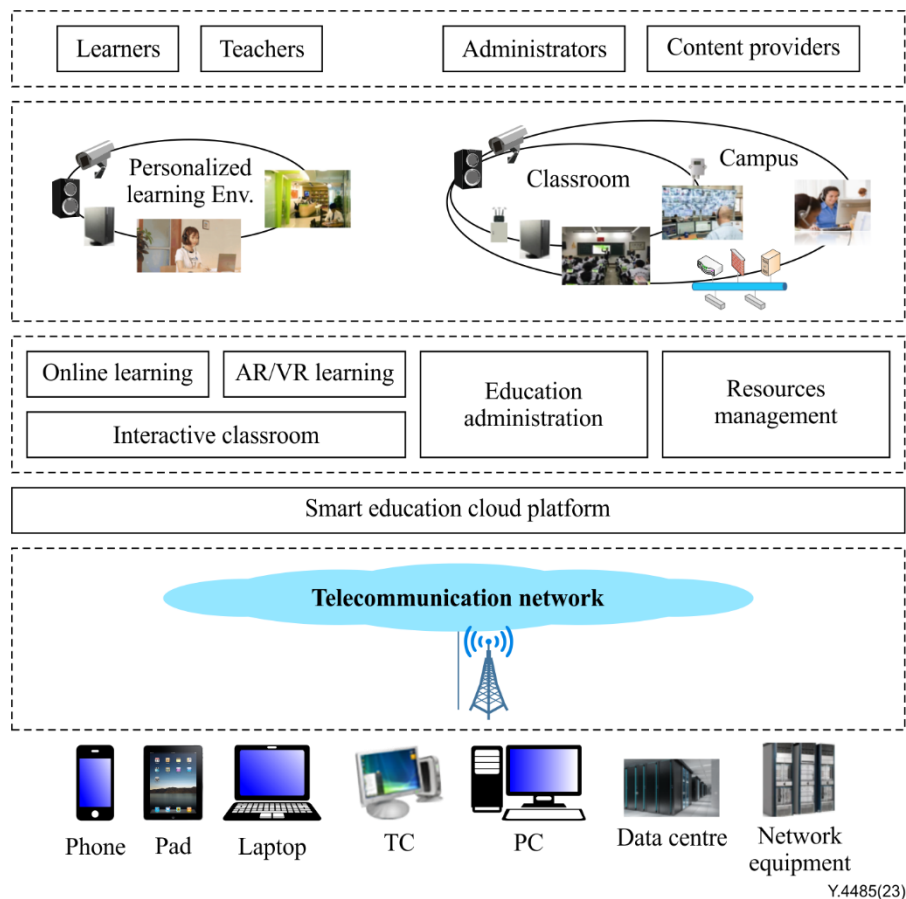 Learners
Teachers
Administrators
Content providers
Personalized
learning Env.
Classroom
Campus
Online learning
AR/VR learning
Interactive classroom
Education
administration
Resources
management
Smart education cloud platform
Telecommunication network
Phone
Pad
Laptop
TC
PC
Data centre
Network
equipment
Y.4485(23)